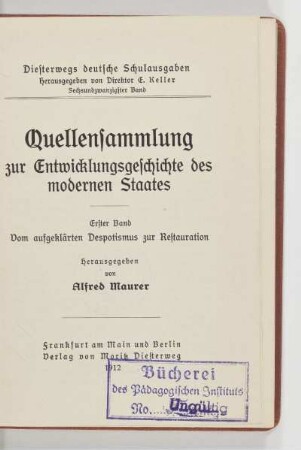 Diesterwegs deutsche Schulausgaben
Herausgegeben von Direktor E. Keller
Sechsundzwanzigster Band
Quellensammlung
zur Entwicklungsgeschichte des
modernen Staates
Erster Band
Vom aufgeklärten Despotismus zur Restauration
Herausgegeben
von
Alfred Maurer
Frankfurt am Main und Berlin
Verlag von Moritz Diesterweg
1912
Bücherei
des Pädagogischen Instituts
No.
Ungültig